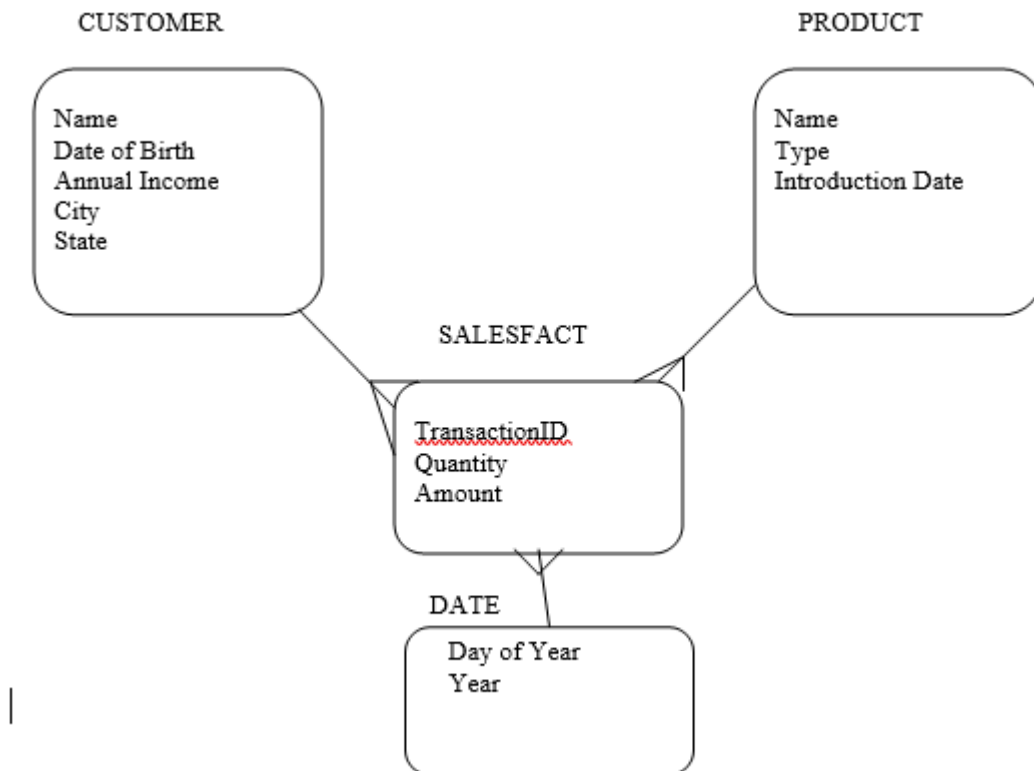 CUSTOMER
PRODUCT
Name
Date of Birth
Annual Income
City
State
Name
Type
Introduction Date
SALESFACT
TransactionID
Quantity
Amount
DATE
Day of Year
Year